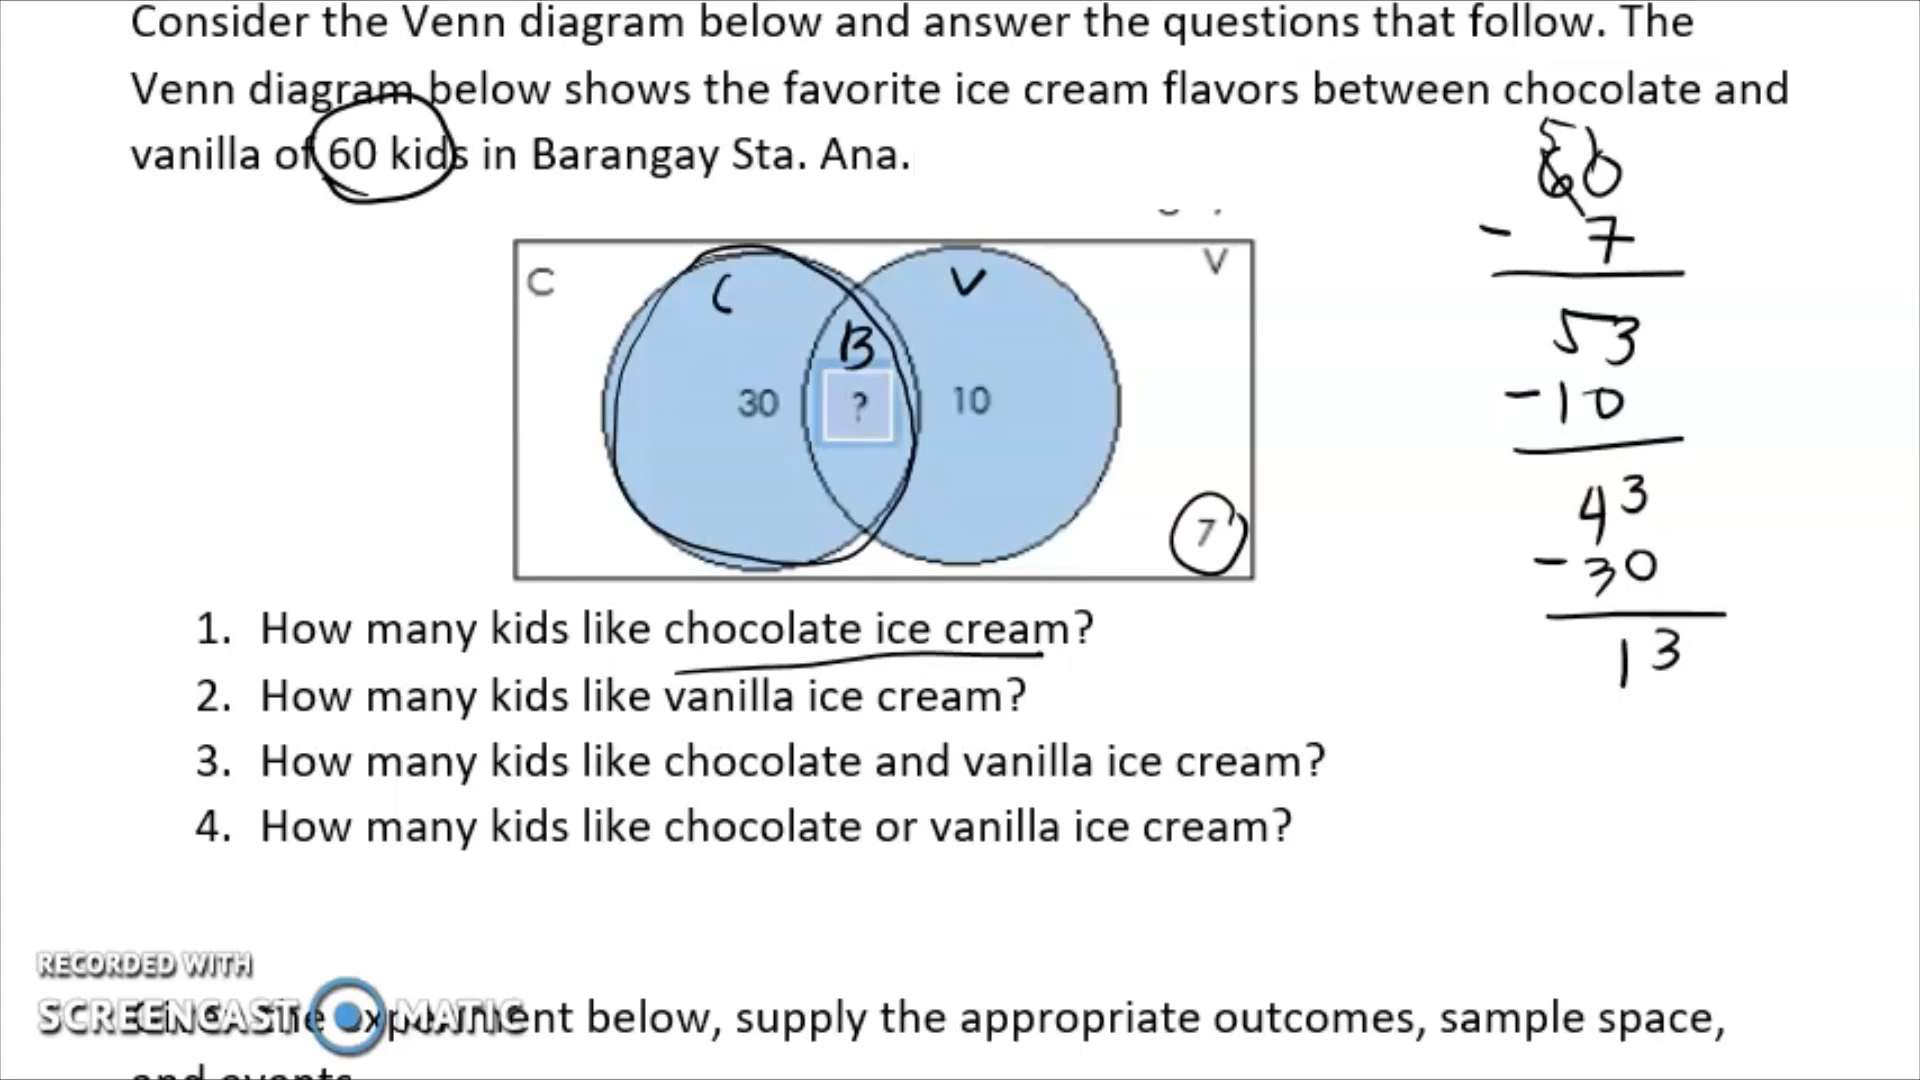 Consider the Venn diagram below and answer the questions that follow. The
Venn diagram below shows the favorite ice cream flavors between chocolate and
vanilla of 60 kids in Barangay Sta. Ana.
C C V V
B
30 ? 10
7
60
- 7
53
-10
43
-30
13
1. How many kids like chocolate ice cream?
2. How many kids like vanilla ice cream?
3. How many kids like chocolate and vanilla ice cream?
4. How many kids like chocolate or vanilla ice cream?
RECORDED WITH
SCREENCAST MATIC
experiment below, supply the appropriate outcomes, sample space,
and events